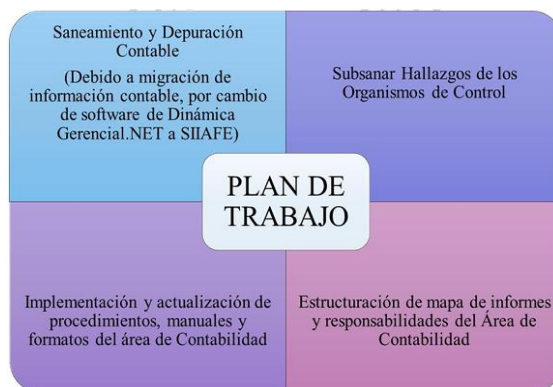 Saneamiento y Depuración
Contable
(Debido a migración de
información contable, por cambio
de software de Dinámica
Gerencial.NET a SIIAFE)
Subsanar Hallazgos de los
Organismos de Control
PLAN DE
TRABAJO
Implementación y actualización de
procedimientos, manuales y
formatos del área de Contabilidad
Estructuración de mapa de informes
y responsabilidades del Área de
Contabilidad